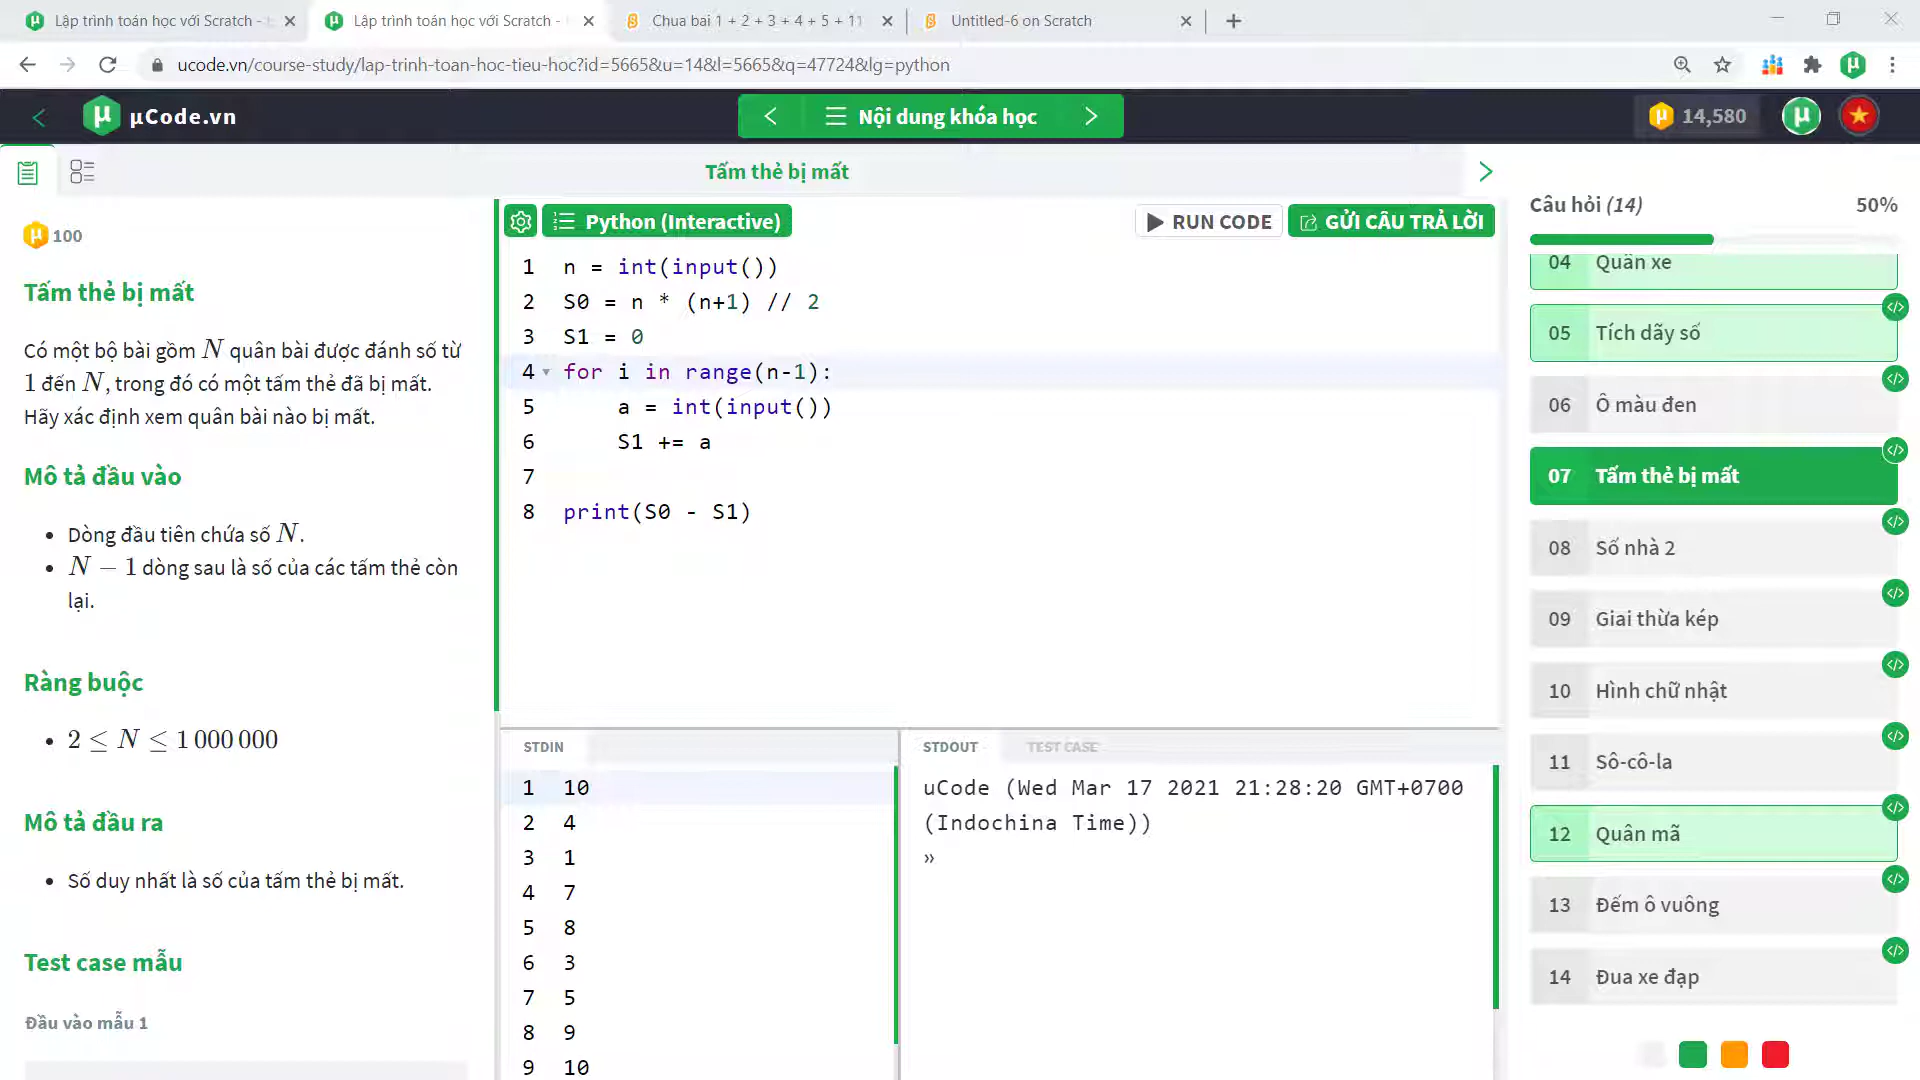 Lập trình toán học với Scratch -
Lập trình toán học với Scratch -
Chua bai 1 + 2 + 3 + 4 + 5 + 11
Untitled-6 on Scratch
ucode.vn/course-study/lap-trinh-toan-hoc-tieu-hoc?id=5665&u=14&l=5665&q=47724&lg=python
µCode.vn
Nội dung khóa học
14,580
Tấm thẻ bị mất
100
Tấm thẻ bị mất
Có một bộ bài gồm N quân bài được đánh số từ
1 đến N, trong đó có một tấm thẻ đã bị mất.
Hãy xác định xem quân bài nào bị mất.
Mô tả đầu vào
• Dòng đầu tiên chứa số N.
• N − 1 dòng sau là số của các tấm thẻ còn
lại.
Ràng buộc
• 2 ≤ N ≤ 1 000 000
Mô tả đầu ra
• Số duy nhất là số của tấm thẻ bị mất.
Test case mẫu
Đầu vào mẫu 1
Python (Interactive)
RUN CODE
GỬI CÂU TRẢ LỜI
1 n = int(input())
2 S0 = n * (n+1) // 2
3 S1 = 0
4 for i in range(n-1):
5 a = int(input())
6 S1 += a
7
8 print(S0 - S1)
STDIN
1 10
2 4
3 1
4 7
5 8
6 3
7 5
8 9
9 10
STDOUT
TEST CASE
uCode (Wed Mar 17 2021 21:28:20 GMT+0700
(Indochina Time))
»
Câu hỏi (14)
50%
04 Quân xe
05 Tích dãy số
06 Ô màu đen
07 Tấm thẻ bị mất
08 Số nhà 2
09 Giai thừa kép
10 Hình chữ nhật
11 Sô-cô-la
12 Quân mã
13 Đếm ô vuông
14 Đua xe đạp